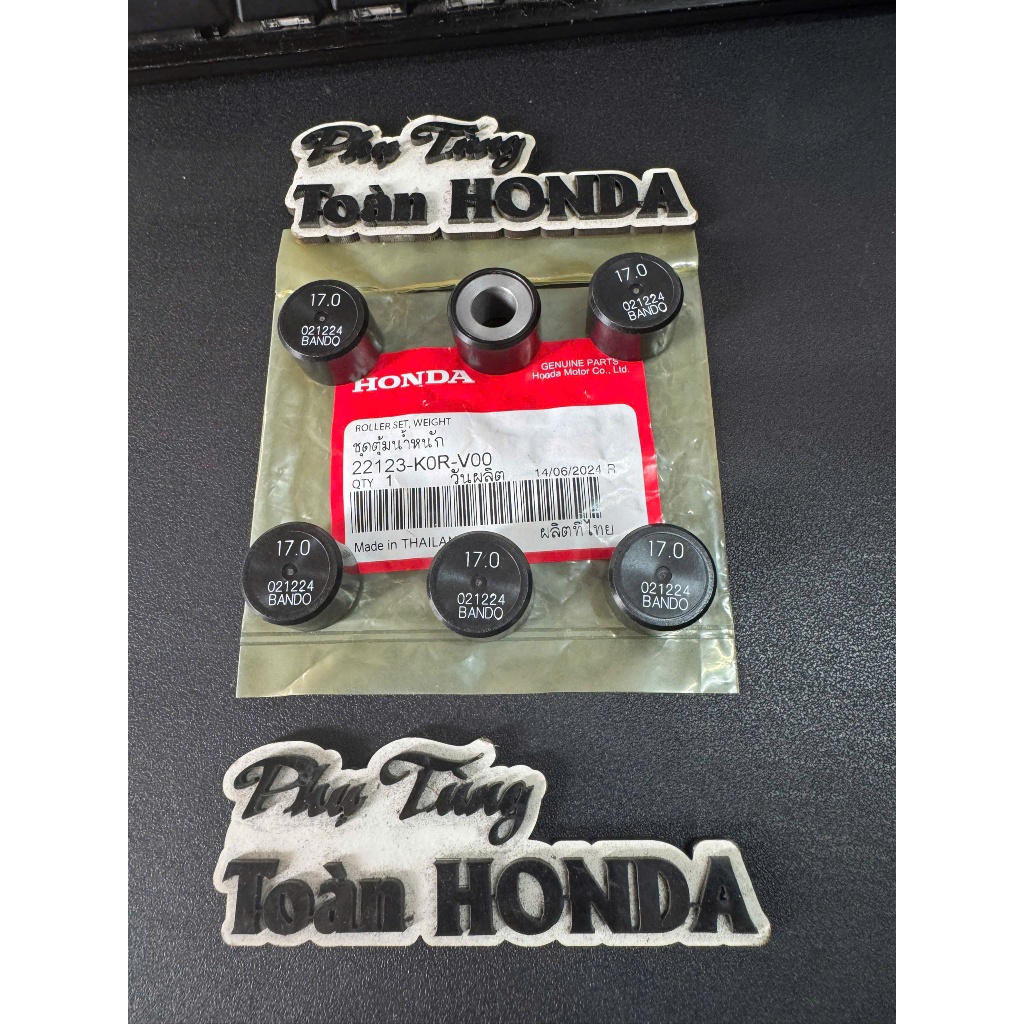 Phụ Tùng
Toàn HONDA
17.0
021224
BANDO
17.0
021224
BANDO
HONDA
GENUINE PARTS
Honda Motor Co., Ltd.
ROLLER SET, WEIGHT
ชุดตุ้มน้ำหนัก
22123-K0R-V00
QTY 1 วันผลิต 14/06/2024 R
Made in THAILAN
ผลิตที่ไทย
17.0
021224
BANDO
17.0
021224
BANDO
17.0
021224
BANDO
Phụ Tùng
Toàn HONDA